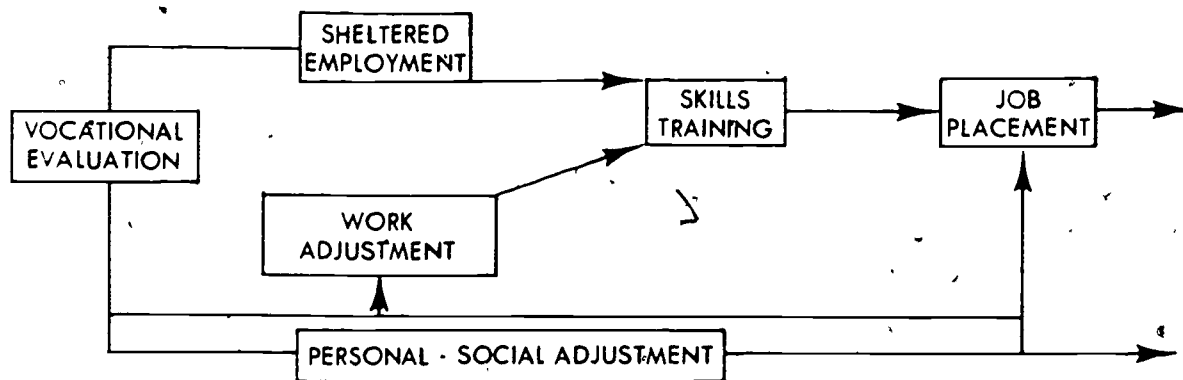 SHELTERED
EMPLOYMENT
SKILLS
TRAINING
JOB
PLACEMENT
VOCATIONAL
EVALUATION
WORK
ADJUSTMENT
PERSONAL - SOCIAL ADJUSTMENT